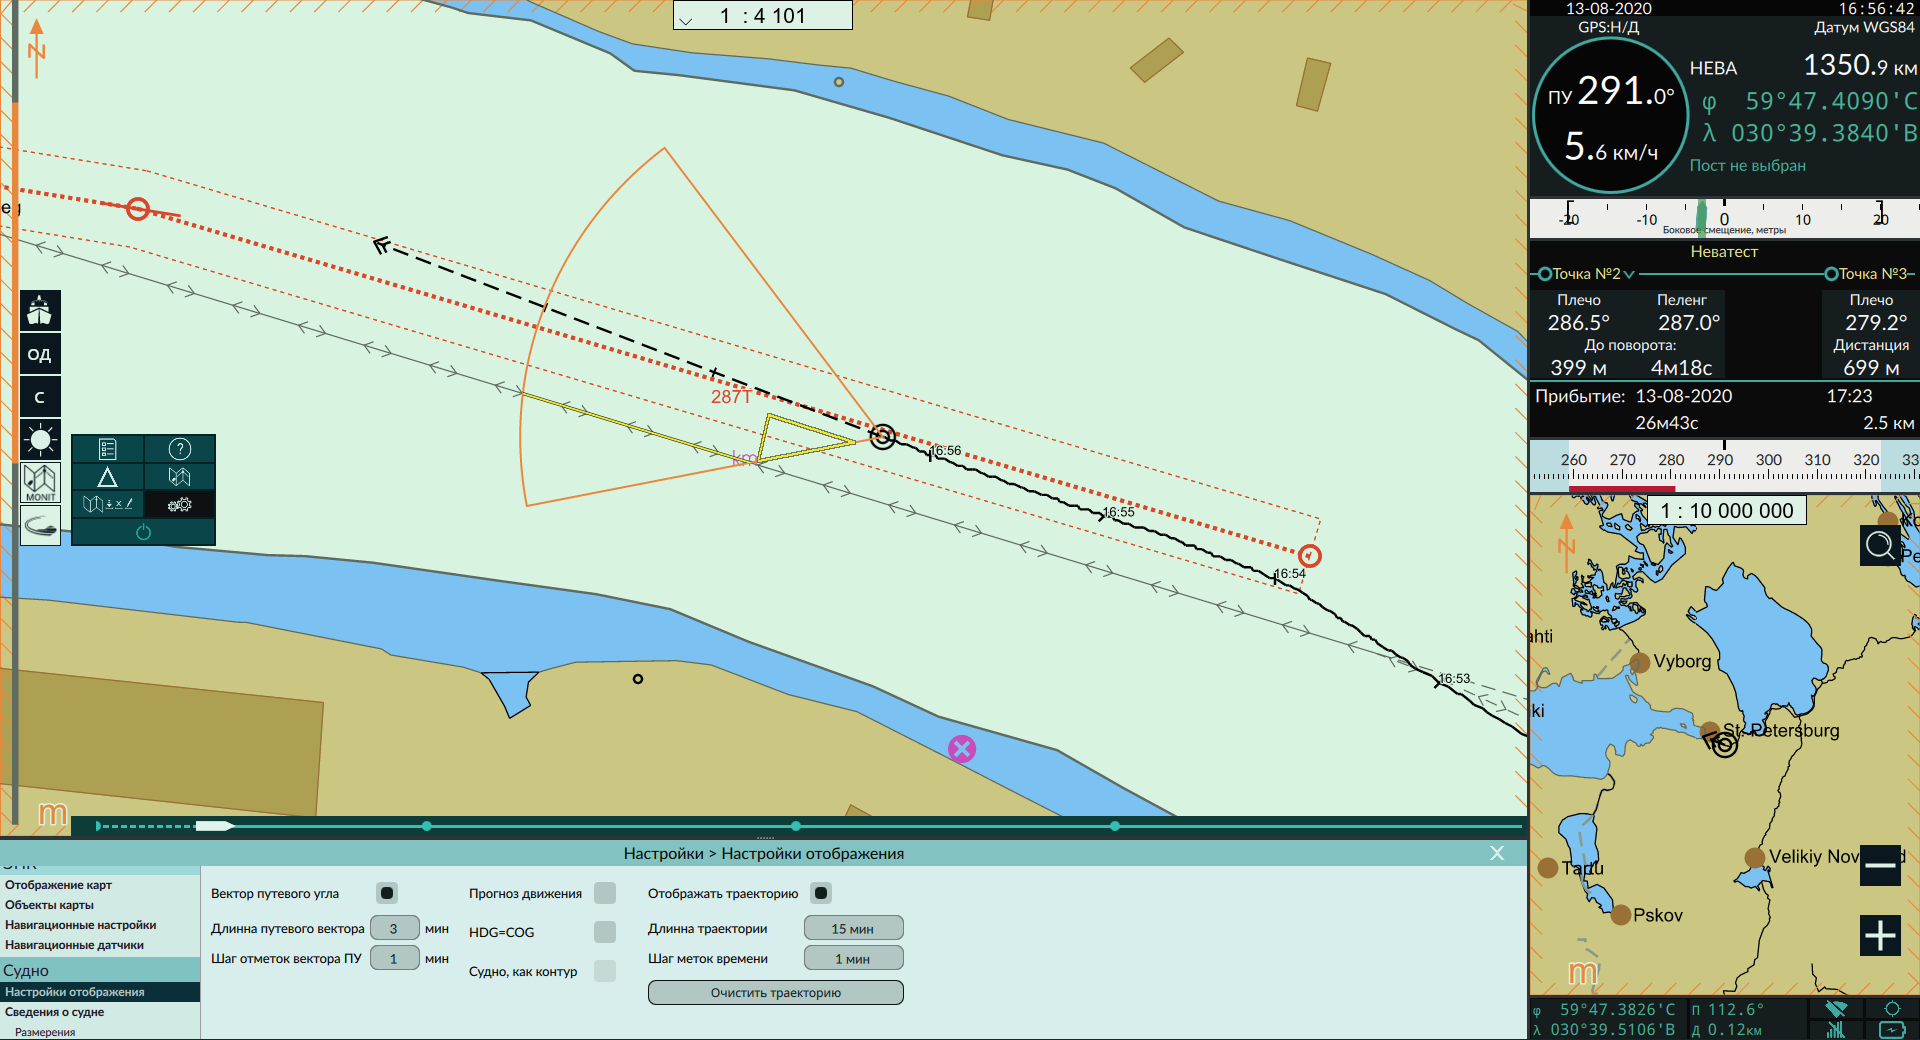 1 : 4 101
N
287T
km
16:56
16:55
16:54
16:53
ОД
С
MONIT
m
13-08-2020 16:56:42
GPS:Н/Д Датум WGS84
ПУ 291.0°
5.6 км/ч
НЕВА 1350.9 км
φ 59°47.4090'С
λ 030°39.3840'В
Пост не выбран
-20 -10 0 10 20
Боковое смещение, метры
Неватест
Точка №2 Точка №3
Плечо Пеленг Плечо
286.5° 287.0° 279.2°
До поворота: Дистанция
399 м 4м18с 699 м
Прибытие: 13-08-2020 17:23
26м43с 2.5 км
260 270 280 290 300 310 320 33
1 : 10 000 000
N
Vyborg
St. Petersburg
Velikiy Nov
Tartu
Pskov
m
φ 59°47.3826'С П 112.6°
λ 030°39.5106'В Д 0.12км
Настройки > Настройки отображения X
Отображение карт
Объекты карты
Навигационные настройки
Навигационные датчики
Судно
Настройки отображения
Сведения о судне
Размерения
Вектор путевого угла
Длинна путевого вектора 3 мин
Шаг отметок вектора ПУ 1 мин
Прогноз движения
HDG=COG
Судно, как контур
Отображать траекторию
Длинна траектории 15 мин
Шаг меток времени 1 мин
Очистить траекторию